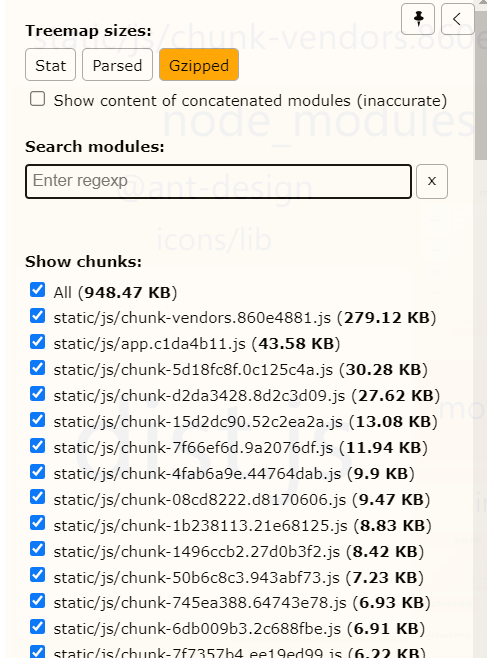 Treemap sizes:
Stat Parsed Gzipped
Show content of concatenated modules (inaccurate)
Search modules:
Enter regexp x
Show chunks:
All (948.47 KB)
static/js/chunk-vendors.860e4881.js (279.12 KB)
static/js/app.c1da4b11.js (43.58 KB)
static/js/chunk-5d18fc8f.0c125c4a.js (30.28 KB)
static/js/chunk-d2da3428.8d2c3d09.js (27.62 KB)
static/js/chunk-15d2dc90.52c2ea2a.js (13.08 KB)
static/js/chunk-7f66ef6d.9a2076df.js (11.94 KB)
static/js/chunk-4fab6a9e.44764dab.js (9.9 KB)
static/js/chunk-08cd8222.d8170606.js (9.47 KB)
static/js/chunk-1b238113.21e68125.js (8.83 KB)
static/js/chunk-1496ccb2.27d0b3f2.js (8.42 KB)
static/js/chunk-50b6c8c3.943abf73.js (7.23 KB)
static/js/chunk-745ea388.64743e78.js (6.93 KB)
static/js/chunk-6db009b3.2c688fbe.js (6.91 KB)
static/js/chunk-7f7357b4.ee19ed99.js (6.22 KB)
static/js/chunk-vendors.860e
node_modules
@ant-design
icons/lib
dist.js